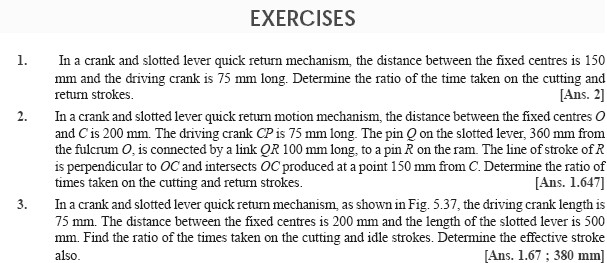 EXERCISES
1. In a crank and slotted lever quick return mechanism, the distance between the fixed centres is 150
mm and the driving crank is 75 mm long. Determine the ratio of the time taken on the cutting and
return strokes. [Ans. 2]
2. In a crank and slotted lever quick return motion mechanism, the distance between the fixed centres O
and C is 200 mm. The driving crank CP is 75 mm long. The pin Q on the slotted lever, 360 mm from
the fulcrum O, is connected by a link QR 100 mm long, to a pin R on the ram. The line of stroke of R
is perpendicular to OC and intersects OC produced at a point 150 mm from C. Determine the ratio of
times taken on the cutting and return strokes. [Ans. 1.647]
3. In a crank and slotted lever quick return mechanism, as shown in Fig. 5.37, the driving crank length is
75 mm. The distance between the fixed centres is 200 mm and the length of the slotted lever is 500
mm. Find the ratio of the times taken on the cutting and idle strokes. Determine the effective stroke
also. [Ans. 1.67 ; 380 mm]